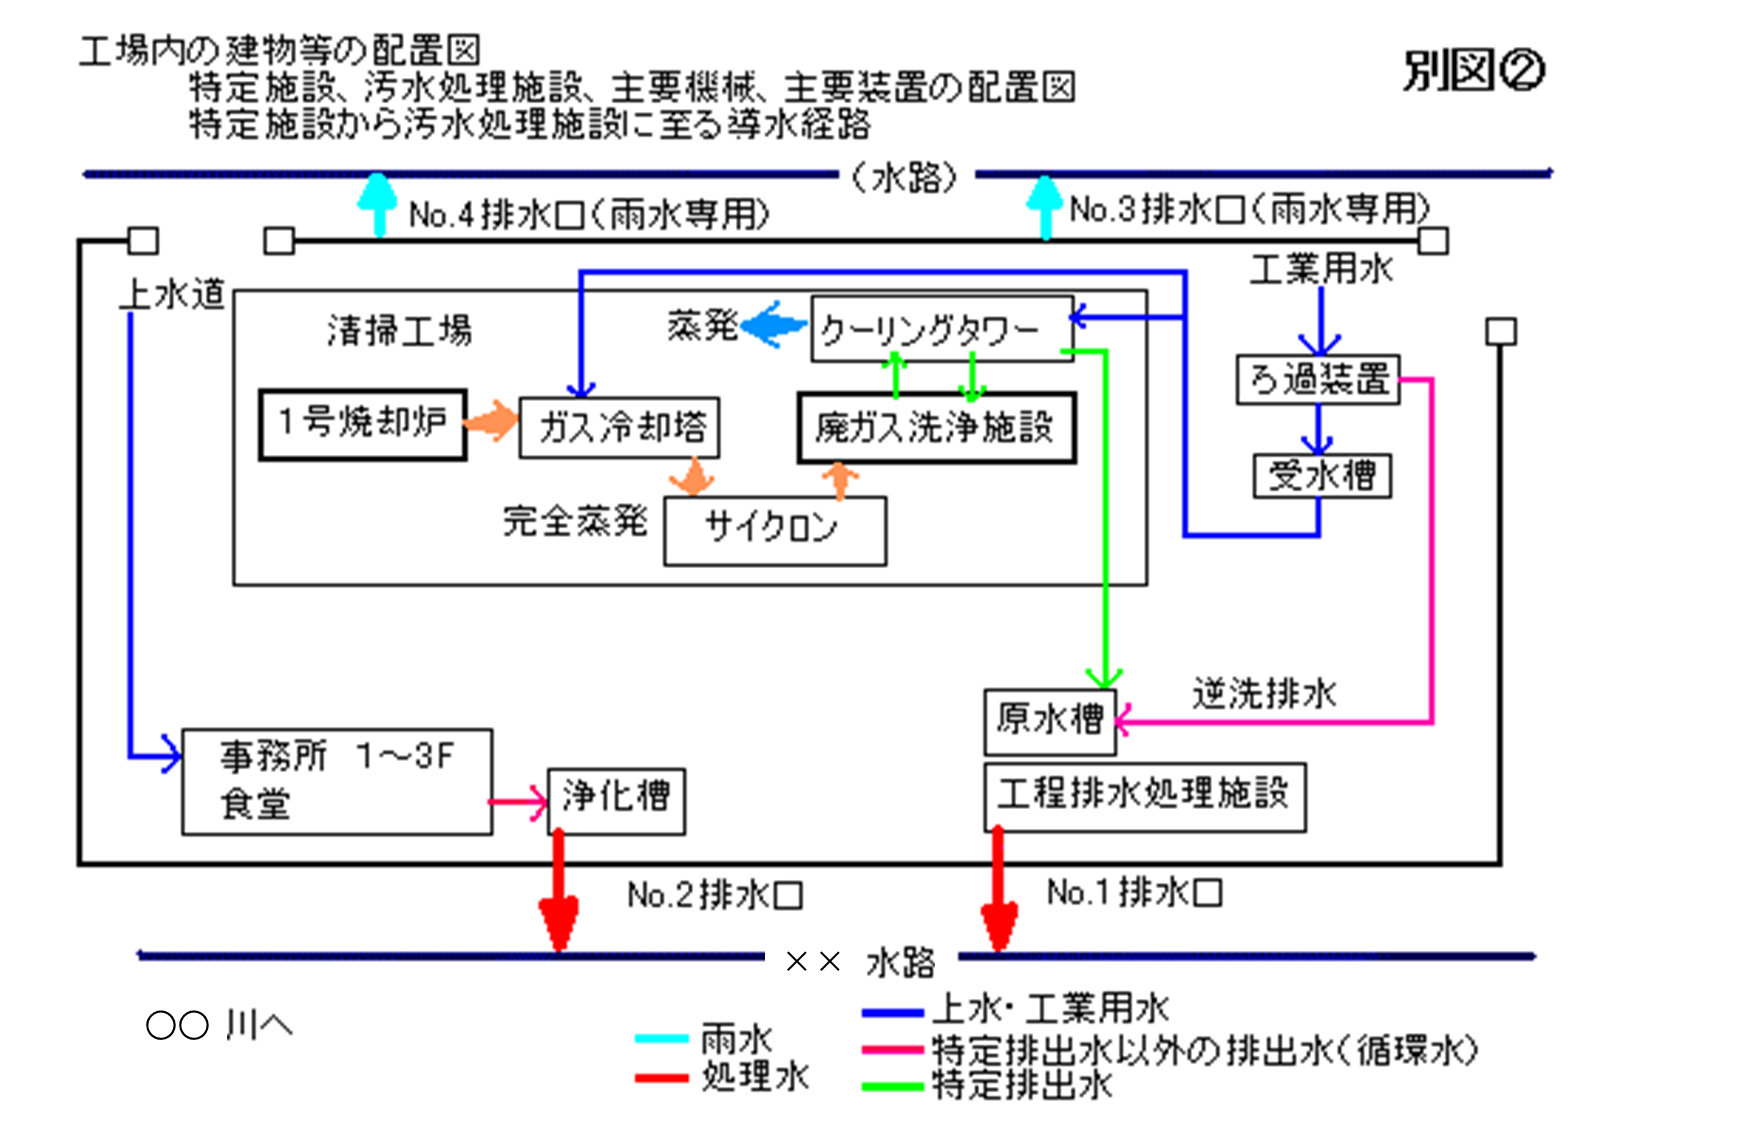 工場内の建物等の配置図
別図②
特定施設、汚水処理施設、主要機械、主要装置の配置図
特定施設から汚水処理施設に至る導水経路
(水路)
No.4排水口(雨水専用)
No.3排水口(雨水専用)
上水道
工業用水
清掃工場
蒸発
クーリングタワー
ろ過装置
1号焼却炉
ガス冷却塔
廃ガス洗浄施設
受水槽
完全蒸発
サイクロン
逆洗排水
原水槽
事務所 1～3F
食堂
浄化槽
工程排水処理施設
No.2排水口
No.1排水口
×× 水路
○○ 川へ
雨水
処理水
上水・工業用水
特定排出水以外の排出水(循環水)
特定排出水